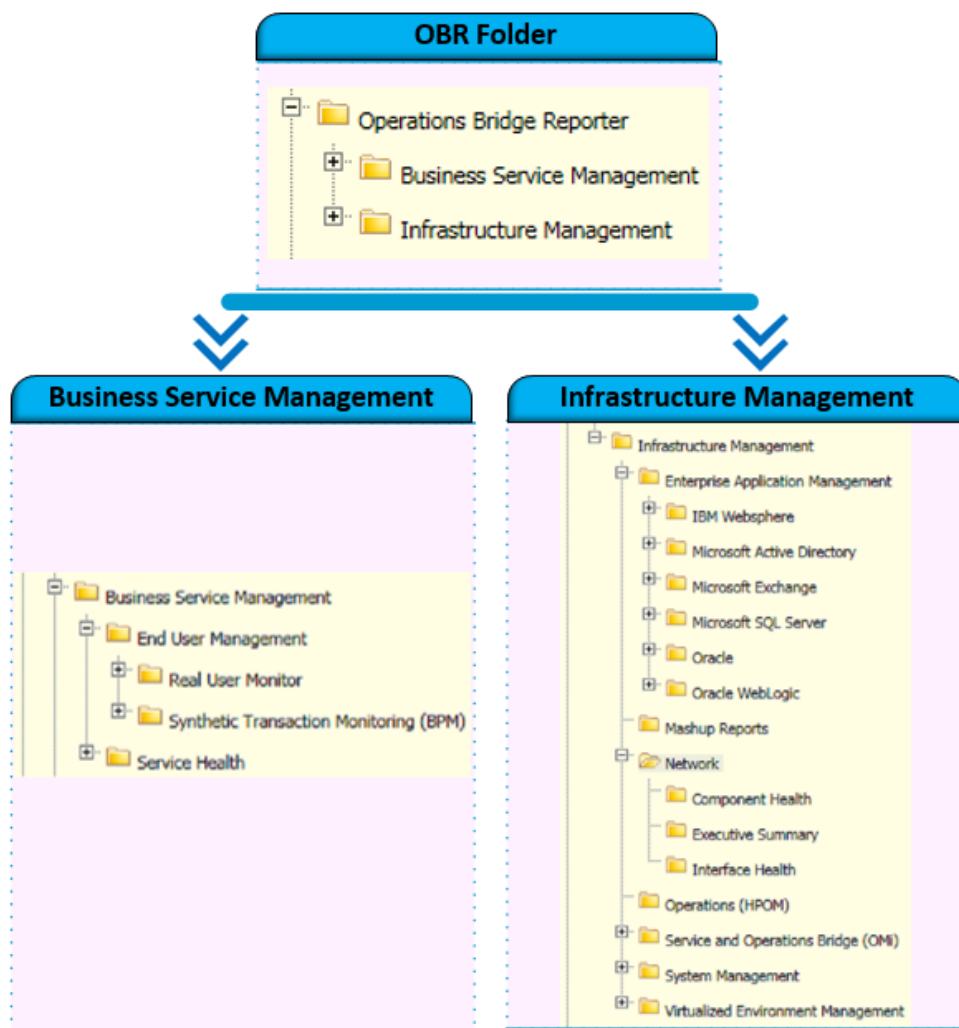 OBR Folder
Operations Bridge Reporter
Business Service Management
Infrastructure Management
Business Service Management
Business Service Management
End User Management
Real User Monitor
Synthetic Transaction Monitoring (BPM)
Service Health
Infrastructure Management
Infrastructure Management
Enterprise Application Management
IBM Websphere
Microsoft Active Directory
Microsoft Exchange
Microsoft SQL Server
Oracle
Oracle WebLogic
Mashup Reports
Network
Component Health
Executive Summary
Interface Health
Operations (HPOM)
Service and Operations Bridge (OMi)
System Management
Virtualized Environment Management